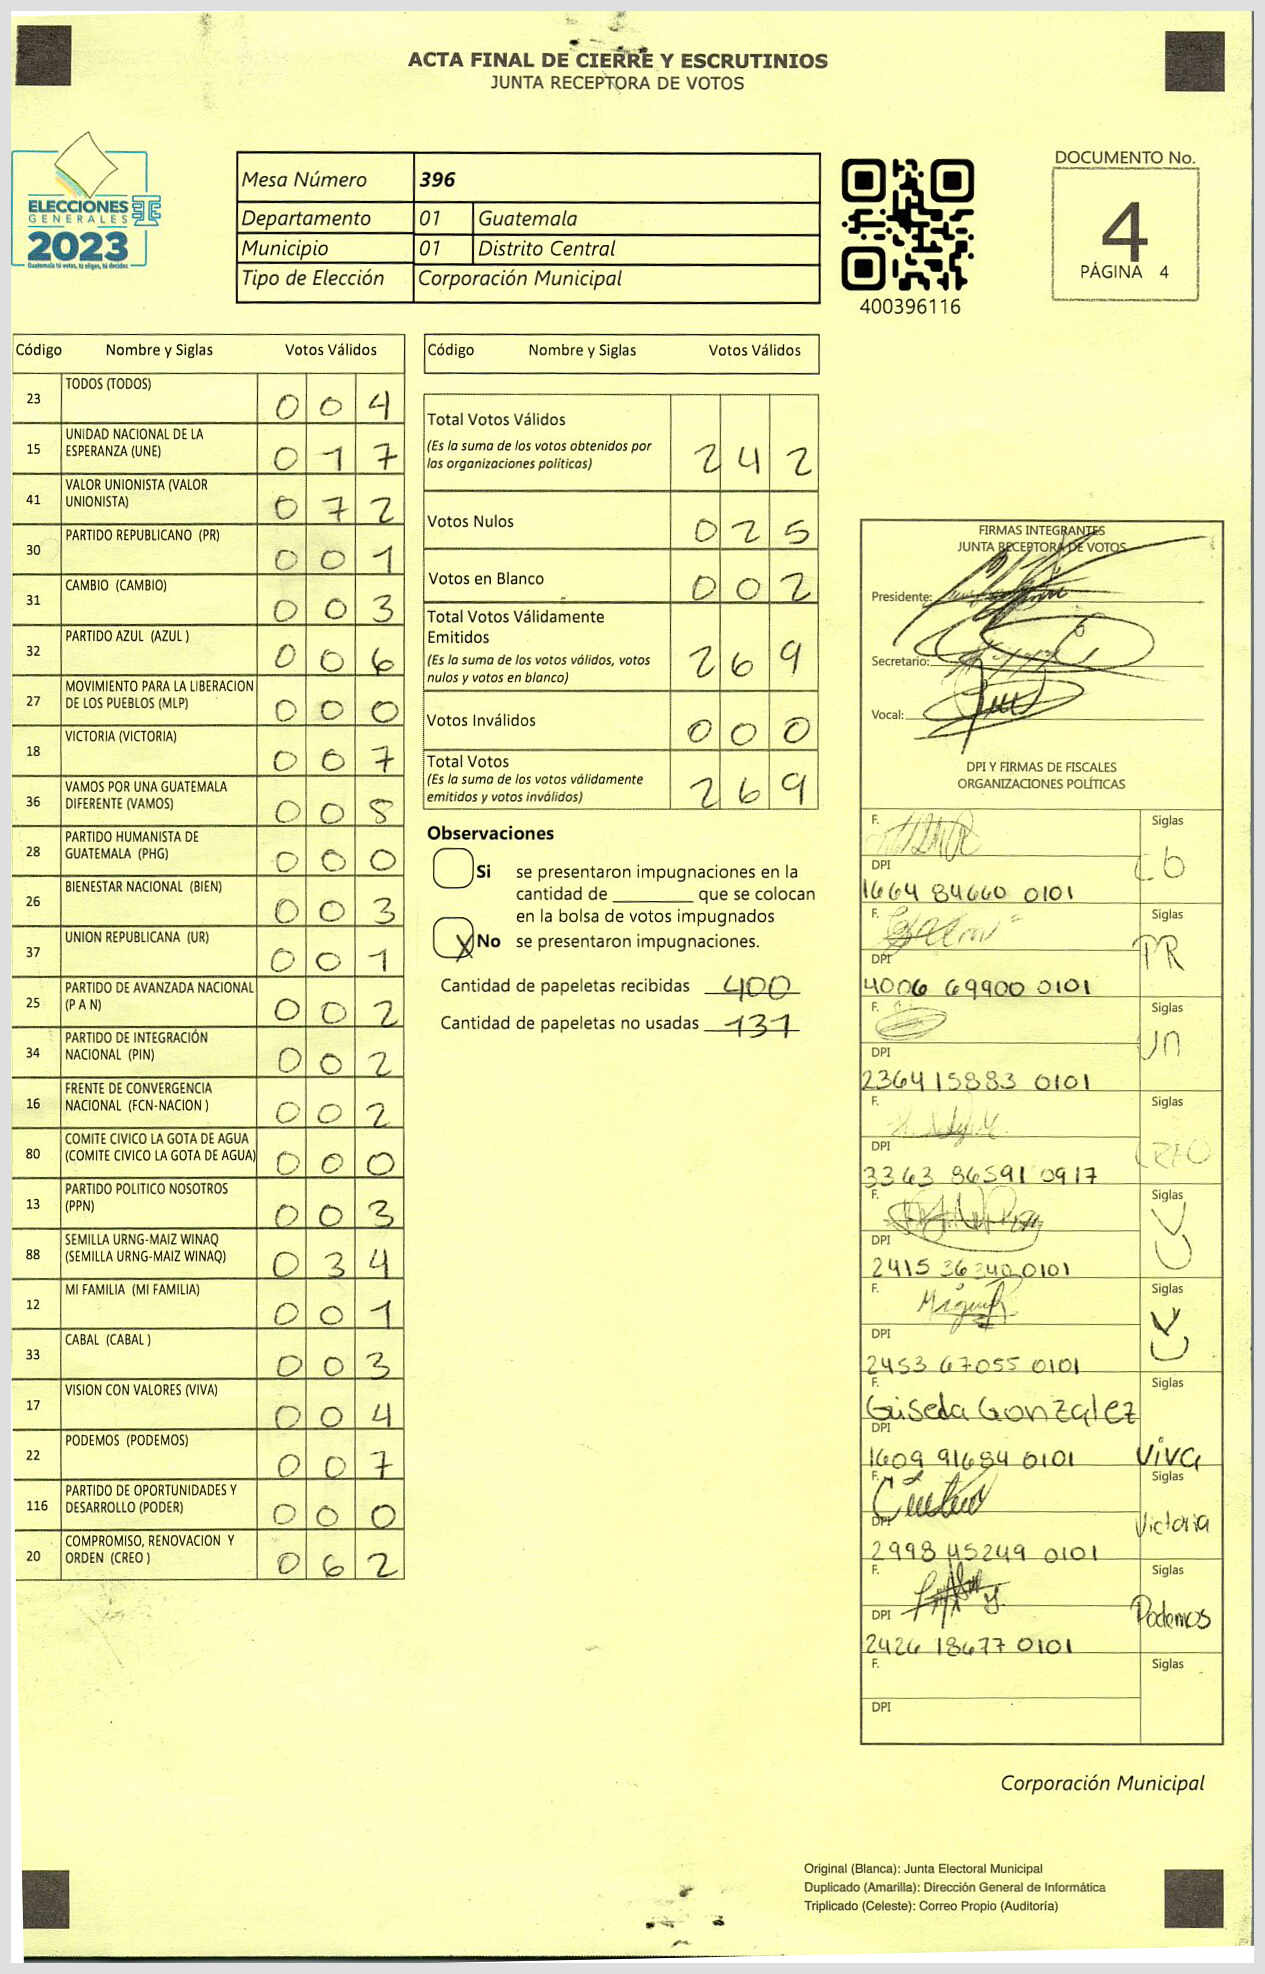 ACTA FINAL DE CIERRE Y ESCRUTINIOS
JUNTA RECEPTORA DE VOTOS
ELECCIONES
GENERALES
2023
Guatemala tú votas, tú eliges, tú decides
Mesa Número 396
Departamento 01 Guatemala
Municipio 01 Distrito Central
Tipo de Elección Corporación Municipal
400396116
DOCUMENTO No.
4
PÁGINA 4
Código Nombre y Siglas Votos Válidos
23 TODOS (TODOS) 0 0 4
15 UNIDAD NACIONAL DE LA
ESPERANZA (UNE) 0 1 7
41 VALOR UNIONISTA (VALOR
UNIONISTA) 0 7 2
30 PARTIDO REPUBLICANO (PR) 0 0 1
31 CAMBIO (CAMBIO) 0 0 3
32 PARTIDO AZUL (AZUL ) 0 0 6
27 MOVIMIENTO PARA LA LIBERACION
DE LOS PUEBLOS (MLP) 0 0 0
18 VICTORIA (VICTORIA) 0 0 7
36 VAMOS POR UNA GUATEMALA
DIFERENTE (VAMOS) 0 0 8
28 PARTIDO HUMANISTA DE
GUATEMALA (PHG) 0 0 0
26 BIENESTAR NACIONAL (BIEN) 0 0 3
37 UNION REPUBLICANA (UR) 0 0 1
25 PARTIDO DE AVANZADA NACIONAL
(P A N) 0 0 2
34 PARTIDO DE INTEGRACIÓN
NACIONAL (PIN) 0 0 2
16 FRENTE DE CONVERGENCIA
NACIONAL (FCN-NACION ) 0 0 2
80 COMITE CIVICO LA GOTA DE AGUA
(COMITE CIVICO LA GOTA DE AGUA) 0 0 0
13 PARTIDO POLITICO NOSOTROS
(PPN) 0 0 3
88 SEMILLA URNG-MAIZ WINAQ
(SEMILLA URNG-MAIZ WINAQ) 0 3 4
12 MI FAMILIA (MI FAMILIA) 0 0 1
33 CABAL (CABAL ) 0 0 3
17 VISION CON VALORES (VIVA) 0 0 4
22 PODEMOS (PODEMOS) 0 0 7
116 PARTIDO DE OPORTUNIDADES Y
DESARROLLO (PODER) 0 0 0
20 COMPROMISO, RENOVACION Y
ORDEN (CREO ) 0 6 2
Código Nombre y Siglas Votos Válidos
Total Votos Válidos
(Es la suma de los votos obtenidos por
las organizaciones políticas) 2 4 2
Votos Nulos 0 2 5
Votos en Blanco 0 0 2
Total Votos Válidamente
Emitidos
(Es la suma de los votos válidos, votos
nulos y votos en blanco) 2 6 9
Votos Inválidos 0 0 0
Total Votos
(Es la suma de los votos válidamente
emitidos y votos inválidos) 2 6 9
Observaciones
Si se presentaron impugnaciones en la
cantidad de ________ que se colocan
en la bolsa de votos impugnados
X No se presentaron impugnaciones.
Cantidad de papeletas recibidas 400
Cantidad de papeletas no usadas 131
FIRMAS INTEGRANTES
JUNTA RECEPTORA DE VOTOS
Presidente:
Secretario:
Vocal:
DPI Y FIRMAS DE FISCALES
ORGANIZACIONES POLÍTICAS
F. Siglas
DPI
1664 84660 0101
F. Siglas
PR
DPI
4006 69900 0101
F. Siglas
DPI
2364 15883 0101
F. Siglas
CREO
DPI
3363 86591 0917
F. Siglas
DPI
2415 36340 0101
F. Siglas
DPI
2453 67055 0101
F. Siglas
Gisela Gonzalez
DPI
1609 91684 0101 VIVA
F. Siglas
DPI Victoria
2998 45249 0101
F. Siglas
DPI Podemos
2426 18677 0101
F. Siglas
DPI
Corporación Municipal
Original (Blanca): Junta Electoral Municipal
Duplicado (Amarilla): Dirección General de Informática
Triplicado (Celeste): Correo Propio (Auditoría)